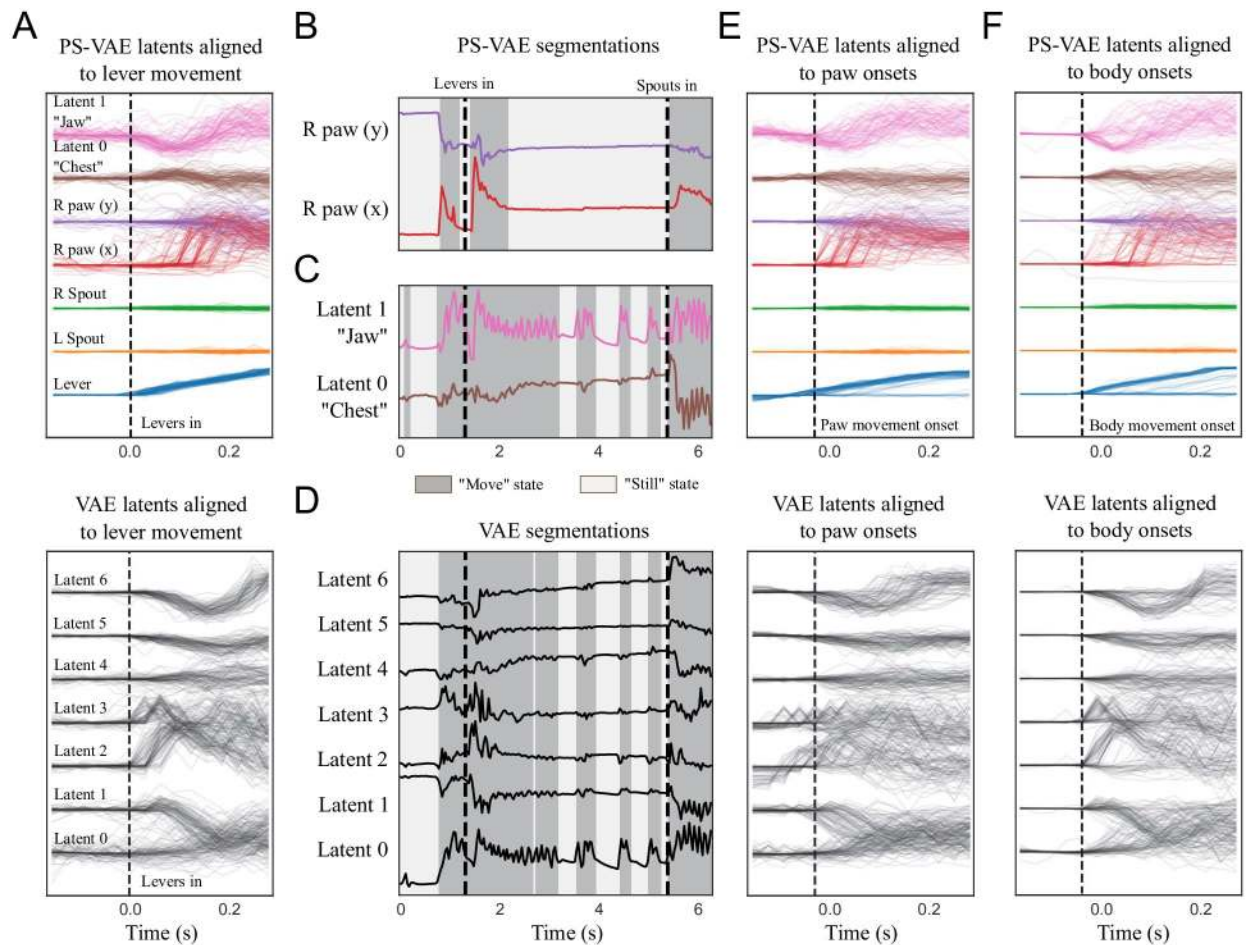 A
PS-VAE latents aligned
to lever movement
Latent 1
"Jaw"
Latent 0
"Chest"
R paw (y)
R paw (x)
R Spout
L Spout
Lever
Levers in
0.0
0.2
B
PS-VAE segmentations
Levers in
Spouts in
R paw (y)
R paw (x)
C
Latent 1
"Jaw"
Latent 0
"Chest"
0
2
4
6
"Move" state
"Still" state
E
PS-VAE latents aligned
to paw onsets
Paw movement onset
0.0
0.2
F
PS-VAE latents aligned
to body onsets
Body movement onset
0.0
0.2
VAE latents aligned
to lever movement
Latent 6
Latent 5
Latent 4
Latent 3
Latent 2
Latent 1
Latent 0
Levers in
0.0
0.2
Time (s)
D
VAE segmentations
Latent 6
Latent 5
Latent 4
Latent 3
Latent 2
Latent 1
Latent 0
0
2
4
6
Time (s)
VAE latents aligned
to paw onsets
0.0
0.2
Time (s)
VAE latents aligned
to body onsets
0.0
0.2
Time (s)